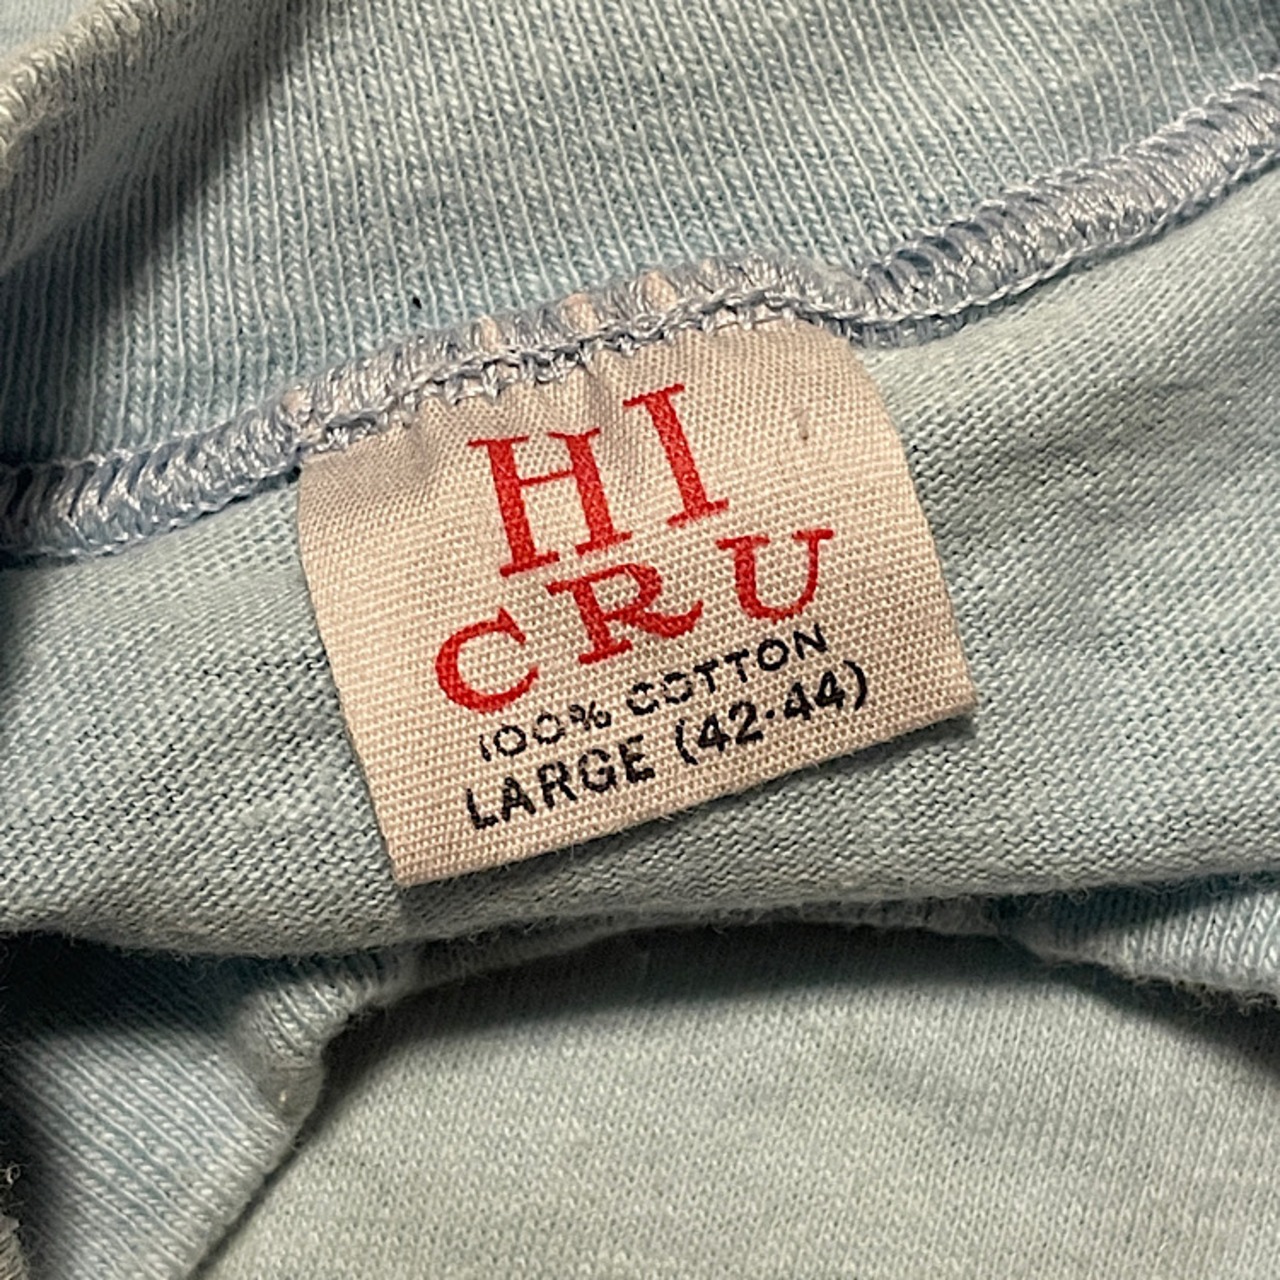 HI
CRU
100% COTTON
LARGE (42-44)